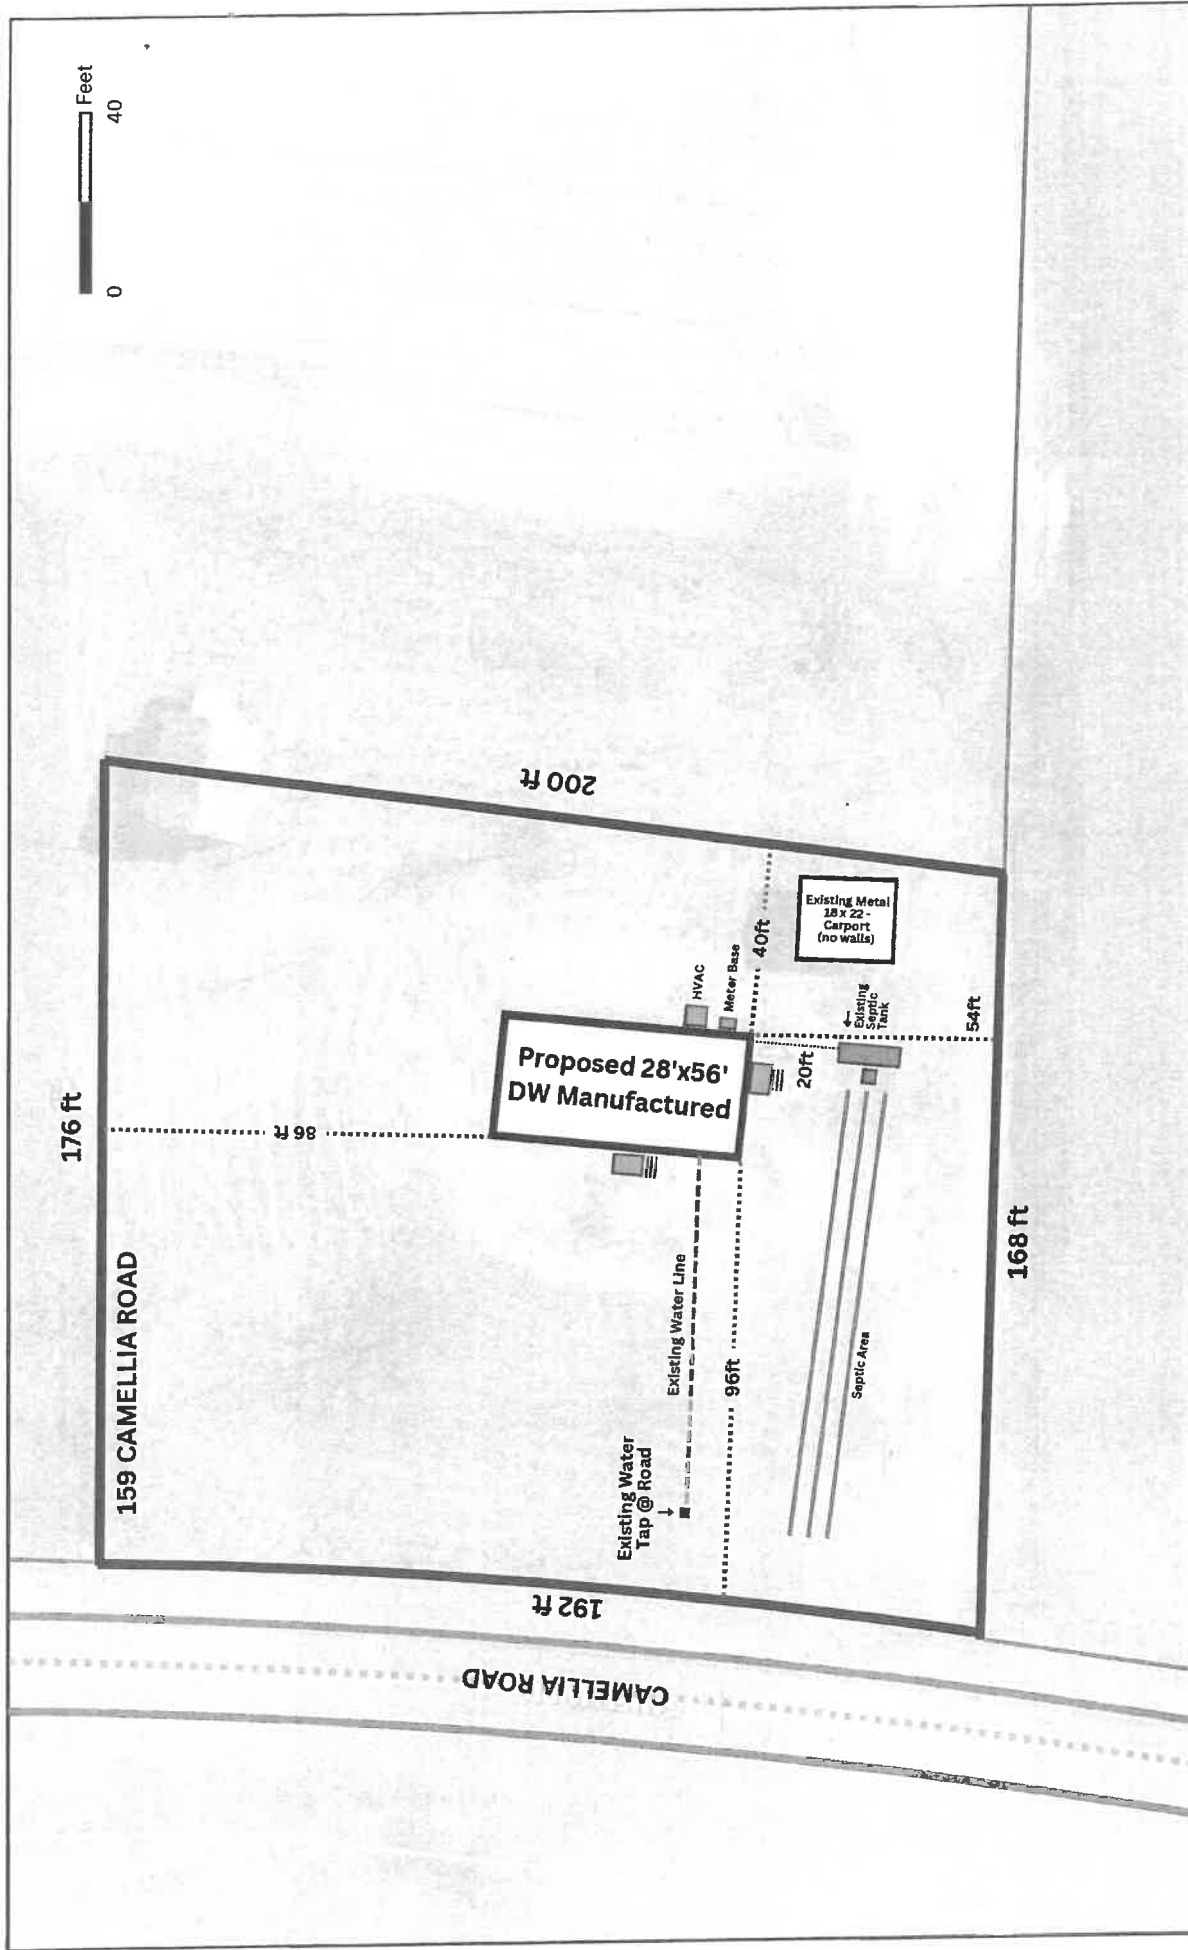 Feet
0
40
176 ft
159 CAMELLIA ROAD
86 ft
200 ft
Proposed 28'x56'
DW Manufactured
HVAC
Meter Base
40ft
Existing Metal
18 x 22 -
Carport
(no walls)
Existing Water
Tap @ Road
Existing Water Line
96ft
20ft
←
Existing
Septic
Tank
54ft
Septic Area
192 ft
168 ft
CAMELLIA ROAD